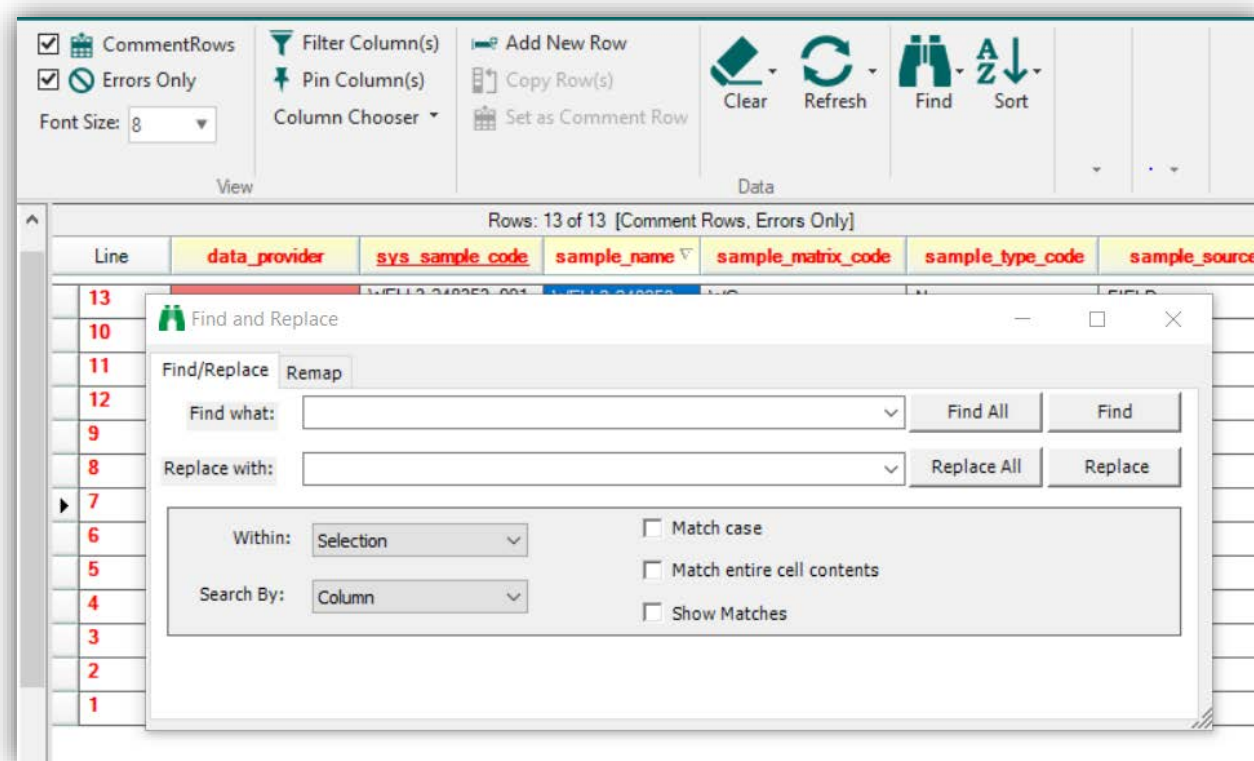 CommentRows
Errors Only
Font Size: 8
View
Filter Column(s)
Pin Column(s)
Column Chooser
Add New Row
Copy Row(s)
Set as Comment Row
Clear
Refresh
Data
Find
Sort
Rows: 13 of 13 [Comment Rows, Errors Only]
Line data_provider sys_sample_code sample_name sample_matrix_code sample_type_code sample_source
13
10
11
12
9
8
7
6
5
4
3
2
1
Find and Replace
Find/Replace Remap
Find what: Find All Find
Replace with: Replace All Replace
Within: Selection Match case
Match entire cell contents
Search By: Column
Show Matches